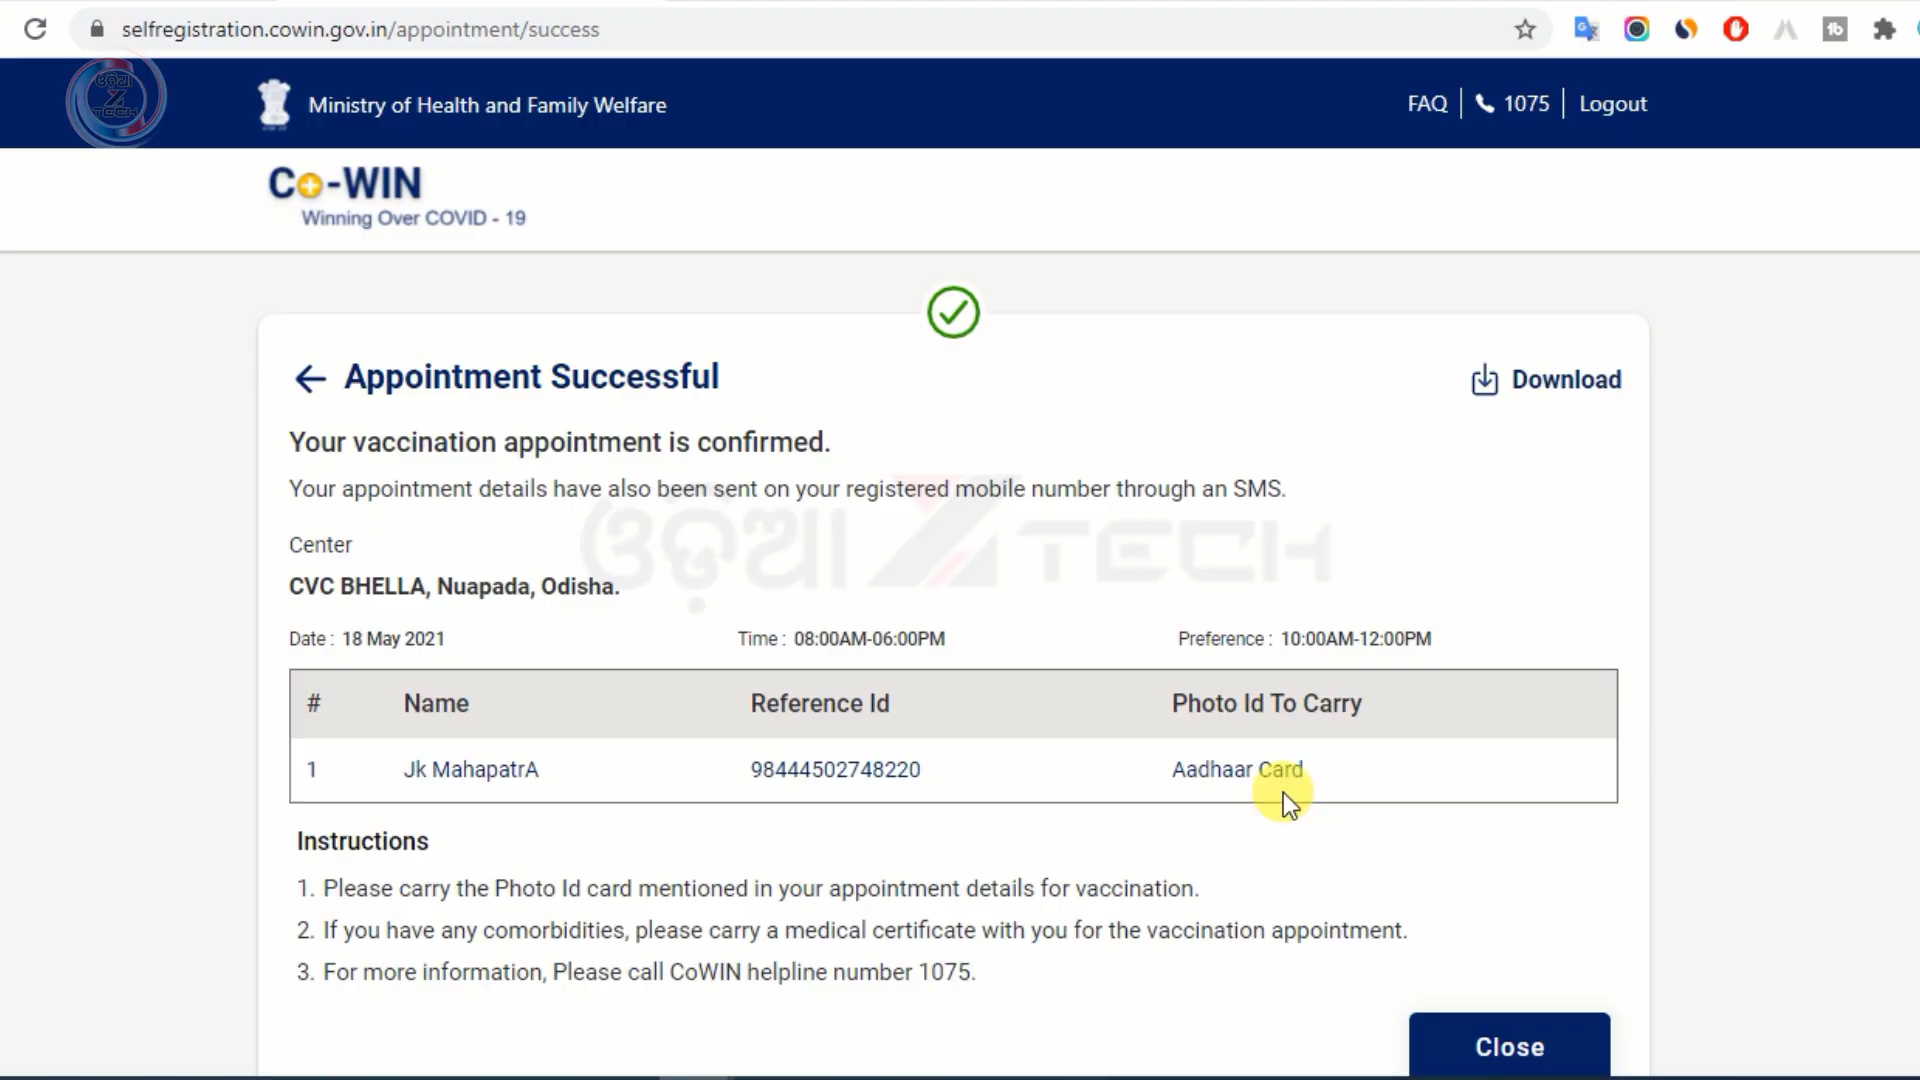 selfregistration.cowin.gov.in/appointment/success
ଓଡ଼ିଆ
Z
TECH
Ministry of Health and Family Welfare
FAQ
1075
Logout
Co-WIN
Winning Over COVID - 19
Appointment Successful
Download
Your vaccination appointment is confirmed.
Your appointment details have also been sent on your registered mobile number through an SMS.
ଓଡ଼ିଆ Z TECH
Center
CVC BHELLA, Nuapada, Odisha.
Date : 18 May 2021 Time : 08:00AM-06:00PM Preference : 10:00AM-12:00PM
# Name Reference Id Photo Id To Carry
1 Jk MahapatrA 98444502748220 Aadhaar Card
Instructions
1. Please carry the Photo Id card mentioned in your appointment details for vaccination.
2. If you have any comorbidities, please carry a medical certificate with you for the vaccination appointment.
3. For more information, Please call CoWIN helpline number 1075.
Close